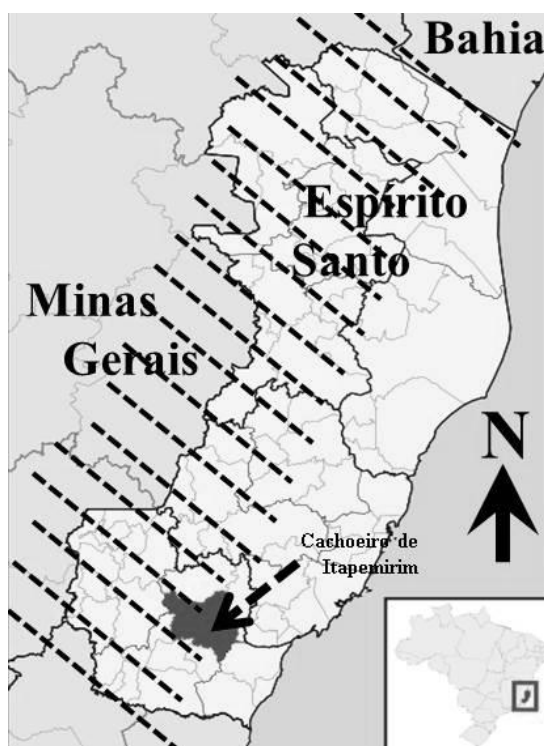 Bahia
Espírito
Santo
Minas
Gerais
N
Cachoeiro de
Itapemirim